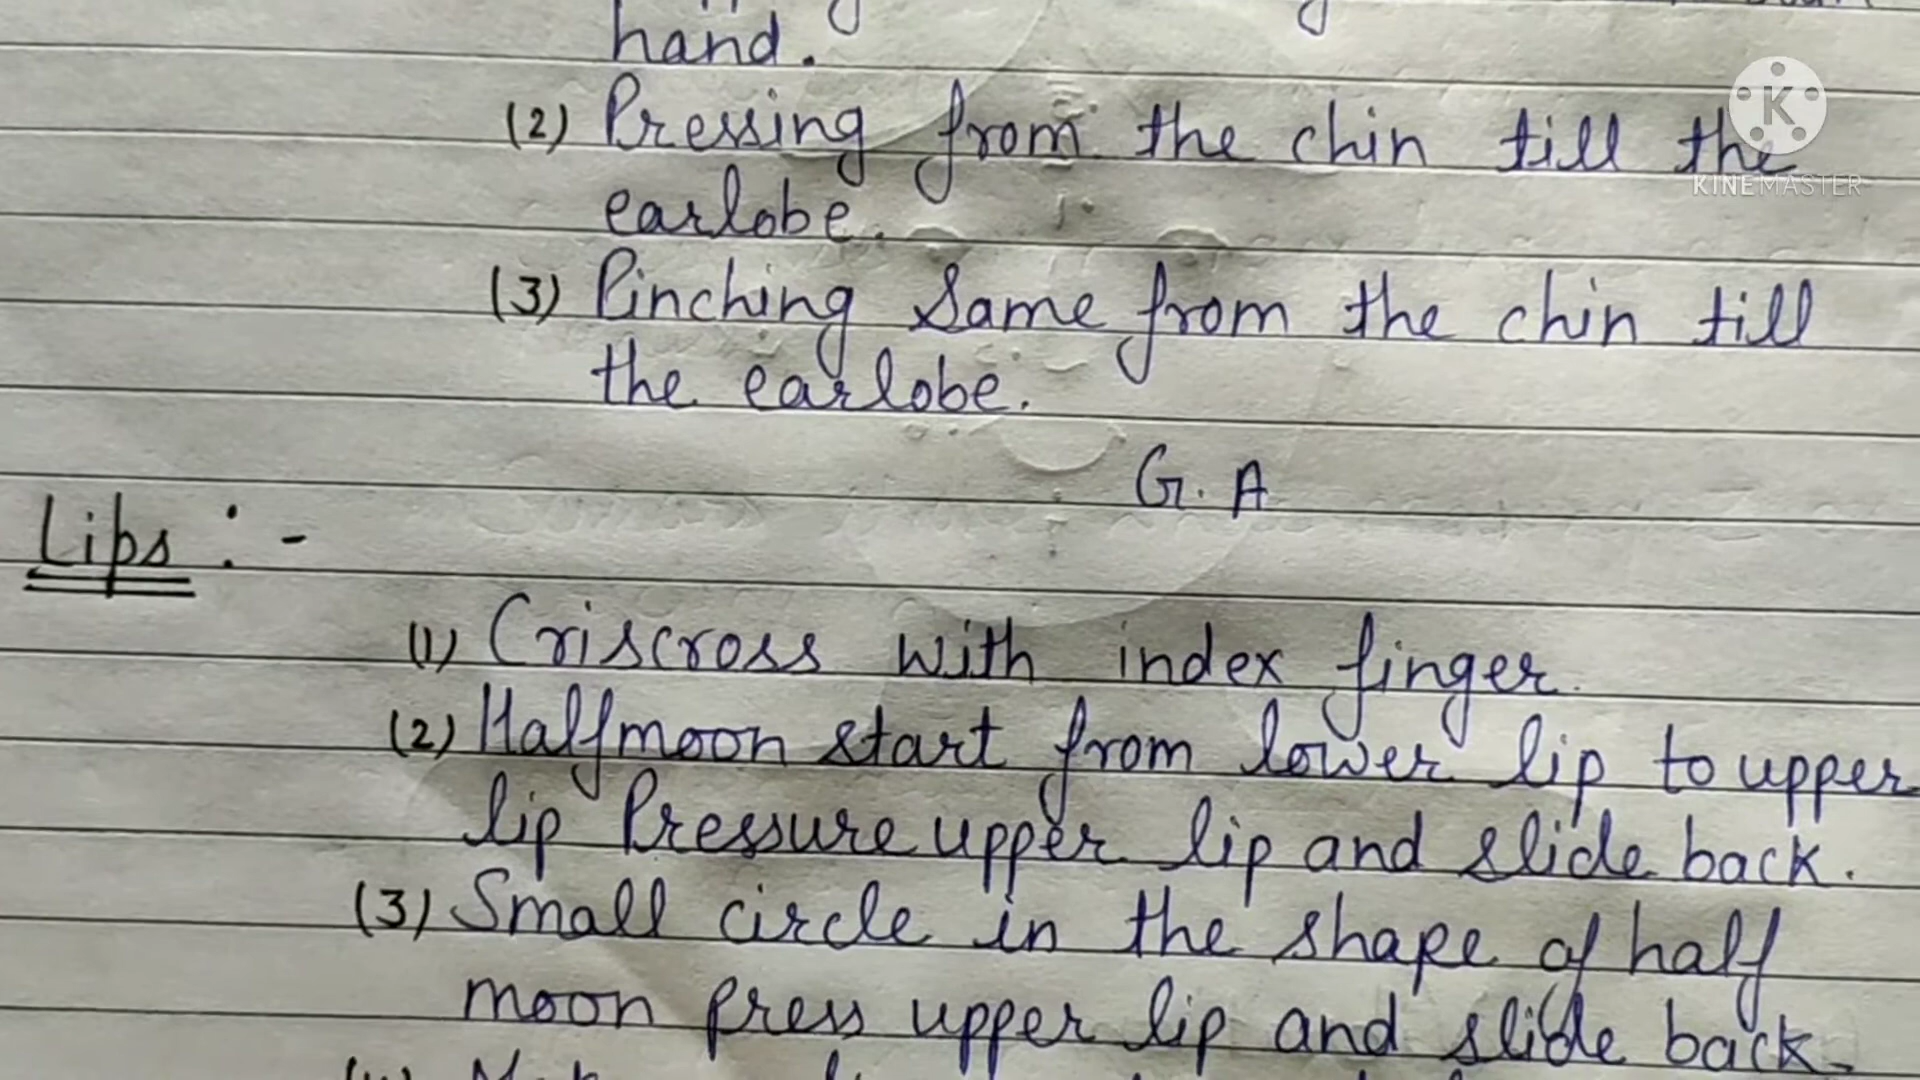 hand.
(2) Pressing from the chin till the
earlobe.
(3) Pinching same from the chin till
the earlobe.
G. A
Lips :-
(1) Criscross with index finger.
(2) Halfmoon start from lower lip to upper
lip Pressure upper lip and slide back.
(3) Small circle in the shape of half
moon press upper lip and slide back.
K
KINEMASTER